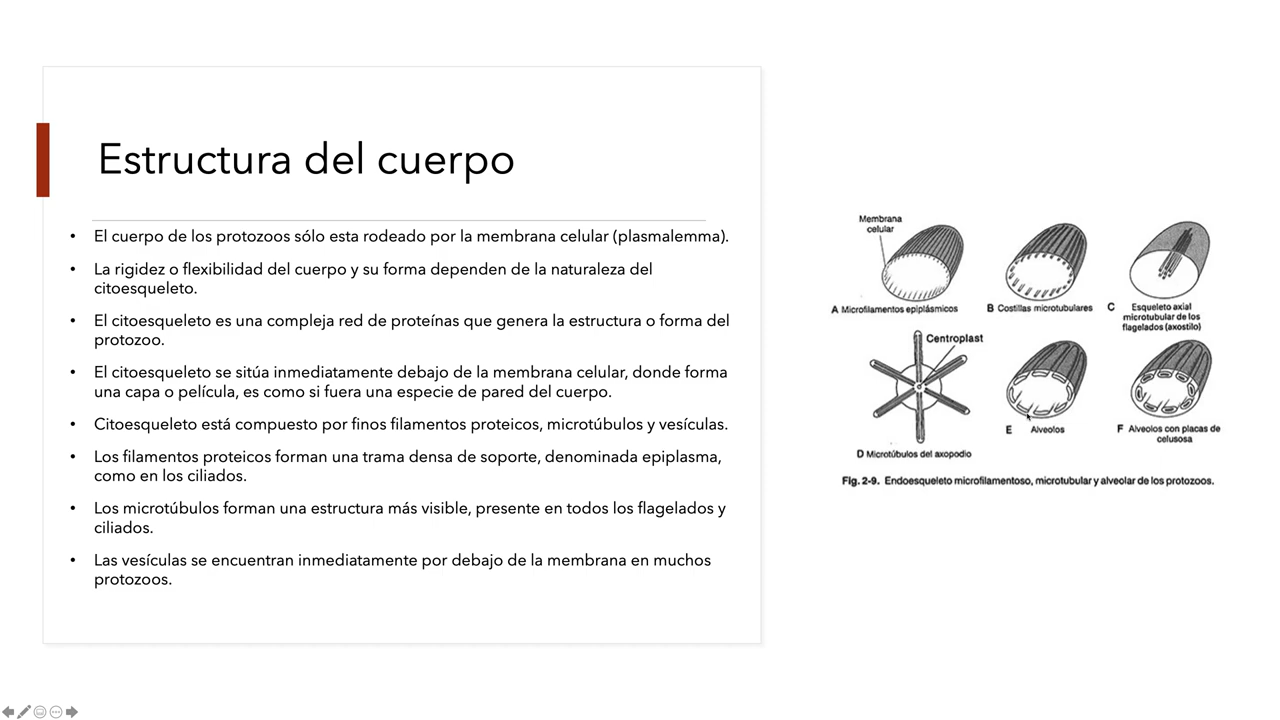 Estructura del cuerpo
• El cuerpo de los protozoos sólo esta rodeado por la membrana celular (plasmalemma).
• La rigidez o flexibilidad del cuerpo y su forma dependen de la naturaleza del
citoesqueleto.
• El citoesqueleto es una compleja red de proteínas que genera la estructura o forma del
protozoo.
• El citoesqueleto se sitúa inmediatamente debajo de la membrana celular, donde forma
una capa o película, es como si fuera una especie de pared del cuerpo.
• Citoesqueleto está compuesto por finos filamentos proteicos, microtúbulos y vesículas.
• Los filamentos proteicos forman una trama densa de soporte, denominada epiplasma,
como en los ciliados.
• Los microtúbulos forman una estructura más visible, presente en todos los flagelados y
ciliados.
• Las vesículas se encuentran inmediatamente por debajo de la membrana en muchos
protozoos.
Membrana
celular
A Microfilamentos epiplásmicos
B Costillas microtubulares
C Esqueleto axial
microtubular de los
flagelados (axostilo)
Centroplast
D Microtúbulos del axopodio
E Alveolos
F Alveolos con placas de
celusosa
Fig. 2-9. Endoesqueleto microfilamentoso, microtubular y alveolar de los protozoos.